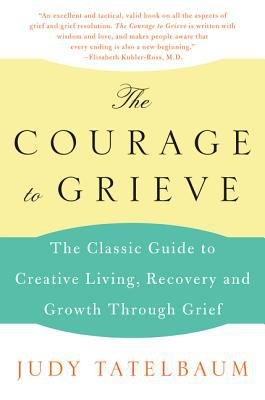 "An excellent and tactical, valid book on all the aspects
of grief and grief resolution. The Courage to Grieve is written
with wisdom and love, and makes people aware that
every ending is also a new beginning."
—Elisabeth Kubler-Ross, M.D.
The
COURAGE
to GRIEVE
The Classic Guide to
Creative Living, Recovery and
Growth Through Grief
JUDY TATELBAUM